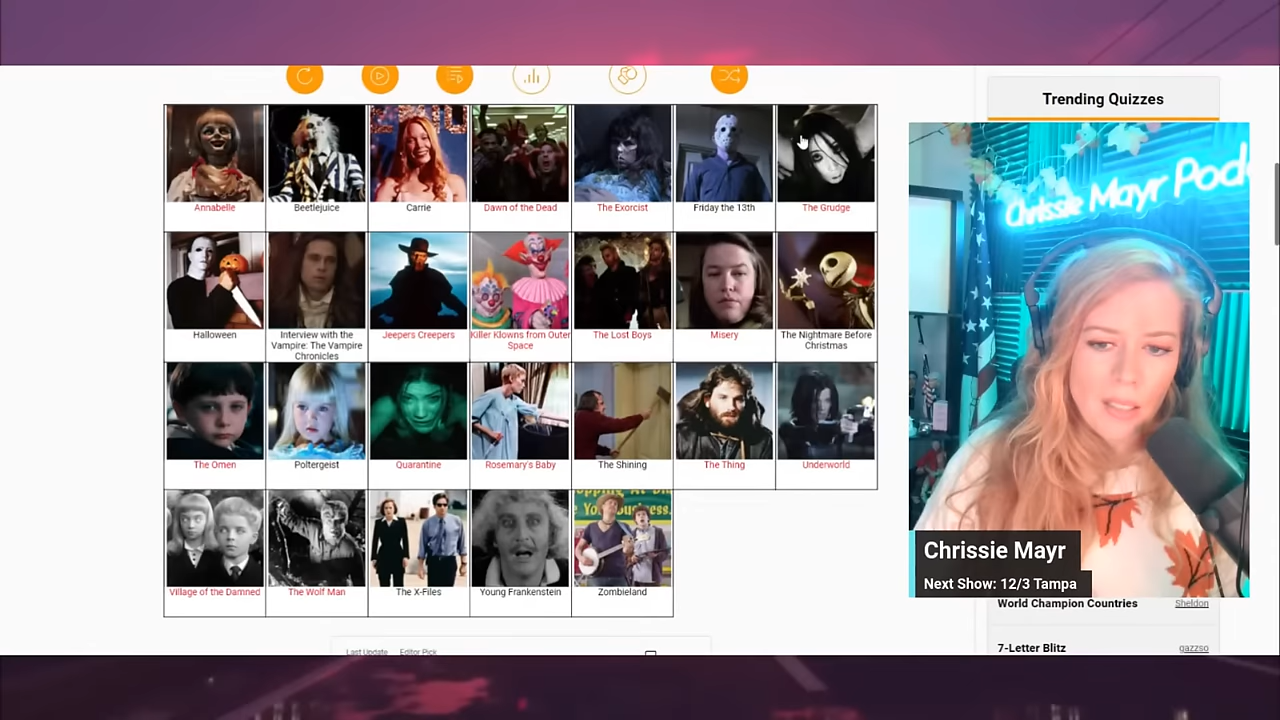 Trending Quizzes
Chrissie Mayr Pod
Annabelle
Beetlejuice
Carrie
Dawn of the Dead
The Exorcist
Friday the 13th
The Grudge
Halloween
Interview with the
Vampire: The Vampire
Chronicles
Jeepers Creepers
Killer Klowns from Outer
Space
The Lost Boys
Misery
The Nightmare Before
Christmas
The Omen
Poltergeist
Quarantine
Rosemary's Baby
The Shining
The Thing
Underworld
Village of the Damned
The Wolf Man
The X-Files
Young Frankenstein
Zombieland
Chrissie Mayr
Next Show: 12/3 Tampa
World Champion Countries
Sheldon
7-Letter Blitz
gazzso
Last Update
Editor Pick